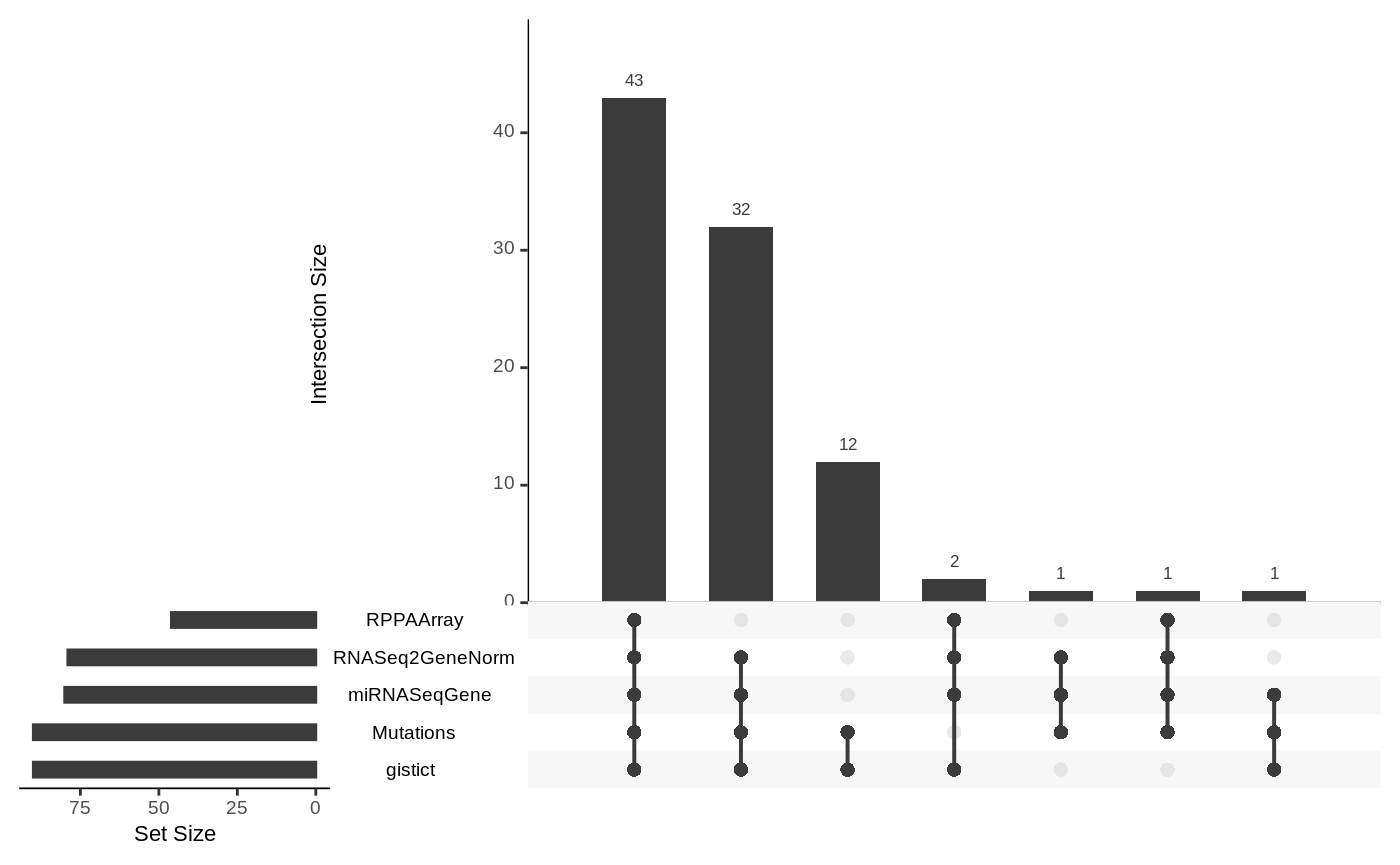 43
40
32
30
Intersection Size
20
12
10
2
1
1
1
0
RPPAArray
RNASeq2GeneNorm
miRNASeqGene
Mutations
gistict
75 50 25 0
Set Size